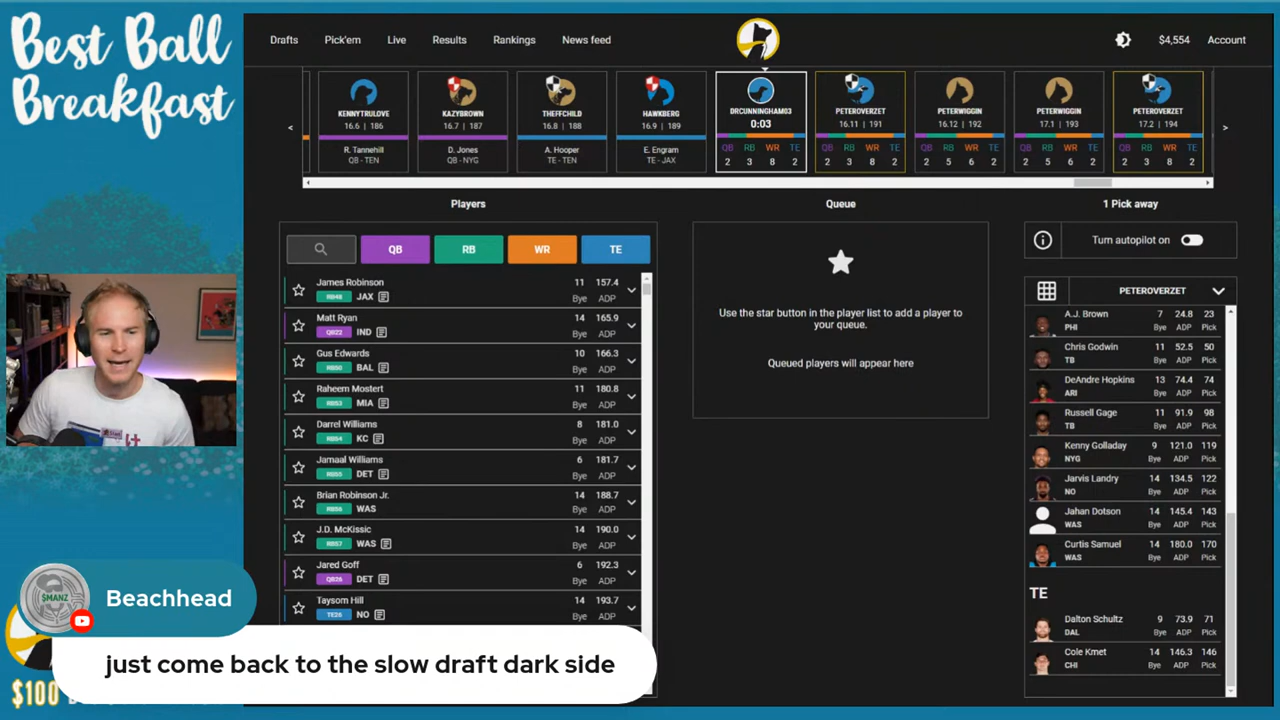 Best Ball
Breakfast
Drafts
Pick'em
Live
Results
Rankings
News feed
$4,554
Account
<
KENNYTRULOVE
16.6 | 186
R. Tannehill
QB - TEN
KAZYBROWN
16.7 | 187
D. Jones
QB - NYG
THEFFCHILD
16.8 | 188
A. Hooper
TE - TEN
HAWKBERG
16.9 | 189
E. Engram
TE - JAX
DRCUNNINGHAM03
0:03
QB RB WR TE
2 3 8 2
PETEROVERZET
16.11 | 191
QB RB WR TE
2 3 8 2
PETERWIGGIN
16.12 | 192
QB RB WR TE
2 5 6 2
PETERWIGGIN
17.1 | 193
QB RB WR TE
2 5 6 2
PETEROVERZET
17.2 | 194
QB RB WR TE
2 3 8 2
>
Players
QB
RB
WR
TE
James Robinson 11 157.4
RB48 JAX Bye ADP
Matt Ryan 14 165.9
QB22 IND Bye ADP
Gus Edwards 10 166.3
RB50 BAL Bye ADP
Raheem Mostert 11 180.8
RB53 MIA Bye ADP
Darrel Williams 8 181.0
RB54 KC Bye ADP
Jamaal Williams 6 181.7
RB55 DET Bye ADP
Brian Robinson Jr. 14 188.7
RB56 WAS Bye ADP
J.D. McKissic 14 190.0
RB57 WAS Bye ADP
Jared Goff 6 192.3
QB26 DET Bye ADP
Taysom Hill 14 193.7
TE26 NO Bye ADP
Queue
Use the star button in the player list to add a player to
your queue.
Queued players will appear here
1 Pick away
Turn autopilot on
PETEROVERZET
A.J. Brown 7 24.8 23
PHI Bye ADP Pick
Chris Godwin 11 52.5 50
TB Bye ADP Pick
DeAndre Hopkins 13 74.4 74
ARI Bye ADP Pick
Russell Gage 11 91.9 98
TB Bye ADP Pick
Kenny Golladay 9 121.0 119
NYG Bye ADP Pick
Jarvis Landry 14 134.5 122
NO Bye ADP Pick
Jahan Dotson 14 145.4 143
WAS Bye ADP Pick
Curtis Samuel 14 180.0 170
WAS Bye ADP Pick
TE
Dalton Schultz 9 73.9 71
DAL Bye ADP Pick
Cole Kmet 14 146.3 146
CHI Bye ADP Pick
$MANZ
Beachhead
just come back to the slow draft dark side
$100